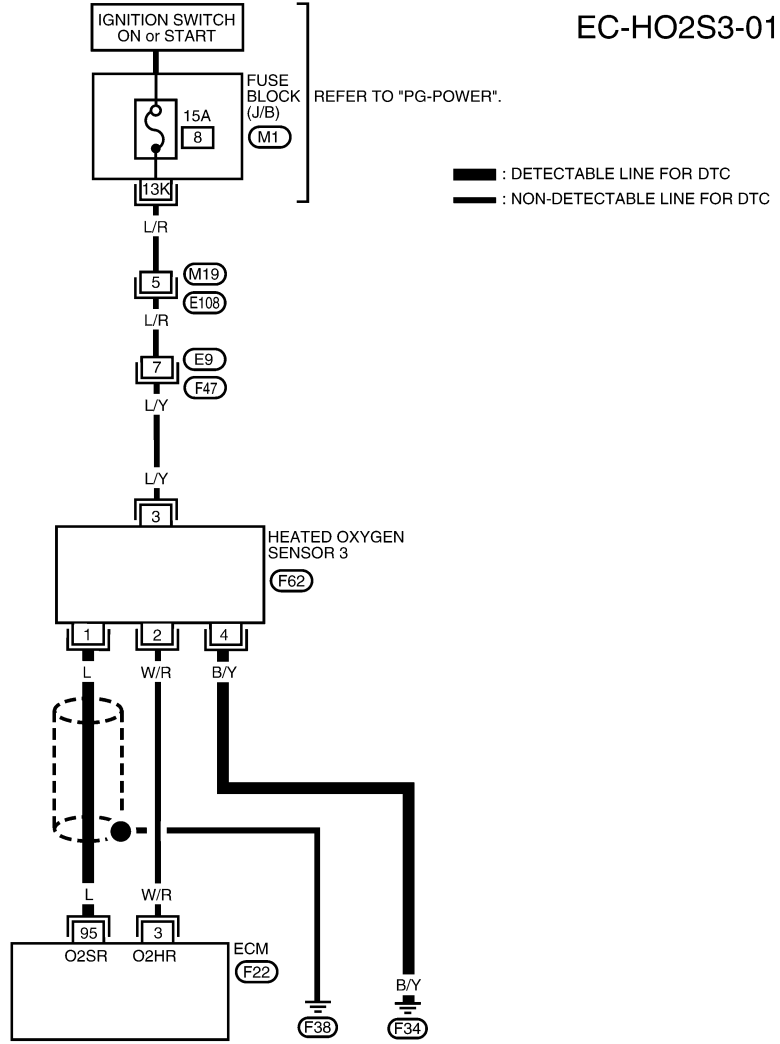 EC-HO2S3-01
IGNITION SWITCH
ON or START
FUSE
BLOCK
(J/B)
M1
REFER TO "PG-POWER".
15A
8
13K
: DETECTABLE LINE FOR DTC
: NON-DETECTABLE LINE FOR DTC
L/R
5
M19
E108
L/R
7
E9
F47
L/Y
L/Y
3
HEATED OXYGEN
SENSOR 3
F62
1
2
4
L
W/R
B/Y
L
W/R
95
3
O2SR
O2HR
ECM
F22
B/Y
F38
F34